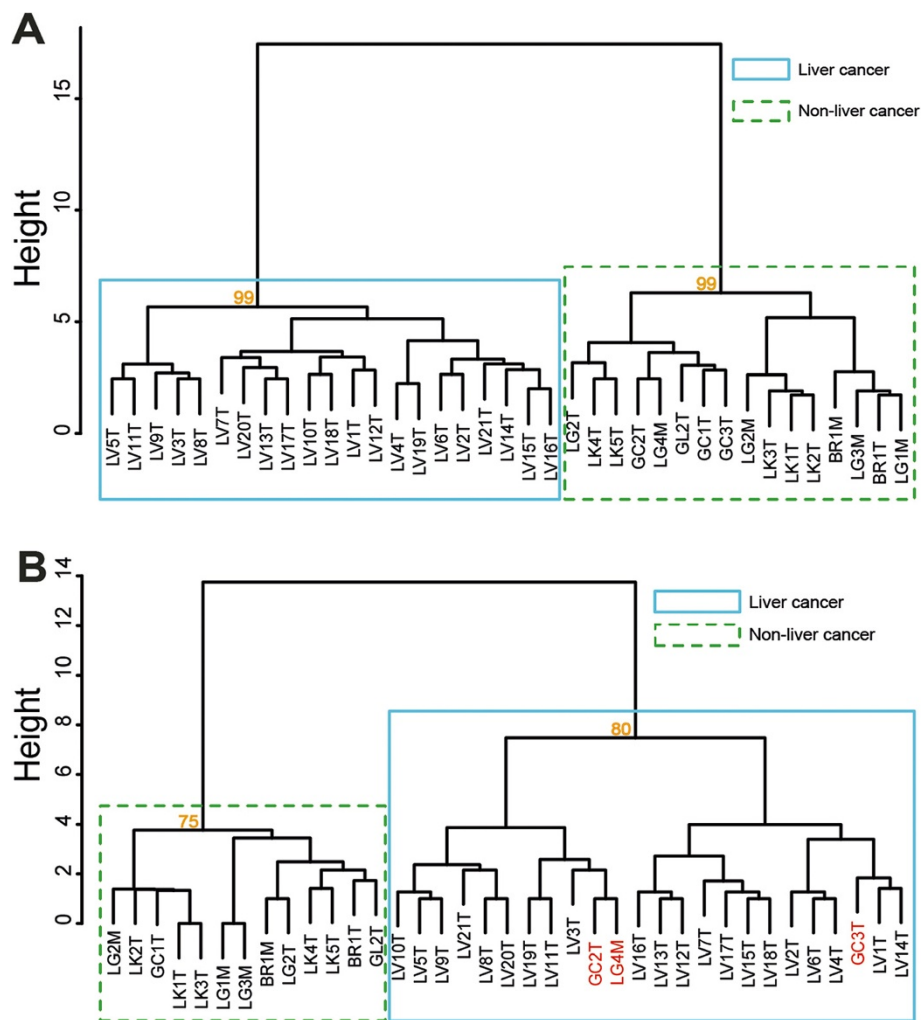 A
Height
15
10
5
0
Liver cancer
Non-liver cancer
99
99
LV5T
LV11T
LV9T
LV3T
LV8T
LV7T
LV20T
LV13T
LV17T
LV10T
LV18T
LV1T
LV12T
LV4T
LV19T
LV6T
LV2T
LV21T
LV14T
LV15T
LV16T
LG2T
LK4T
LK5T
GC2T
LG4M
GL2T
GC1T
GC3T
LG2M
LK3T
LK1T
LK2T
BR1M
LG3M
BR1T
LG1M
B
Height
14
12
10
8
6
4
2
0
Liver cancer
Non-liver cancer
75
80
LG2M
LK2T
GC1T
LK1T
LK3T
LG1M
LG3M
BR1M
LG2T
LK4T
LK5T
BR1T
GL2T
LV10T
LV5T
LV9T
LV21T
LV8T
LV20T
LV19T
LV11T
LV3T
GC2T
LG4M
LV16T
LV13T
LV12T
LV7T
LV17T
LV15T
LV18T
LV2T
LV6T
LV4T
GC3T
LV1T
LV14T